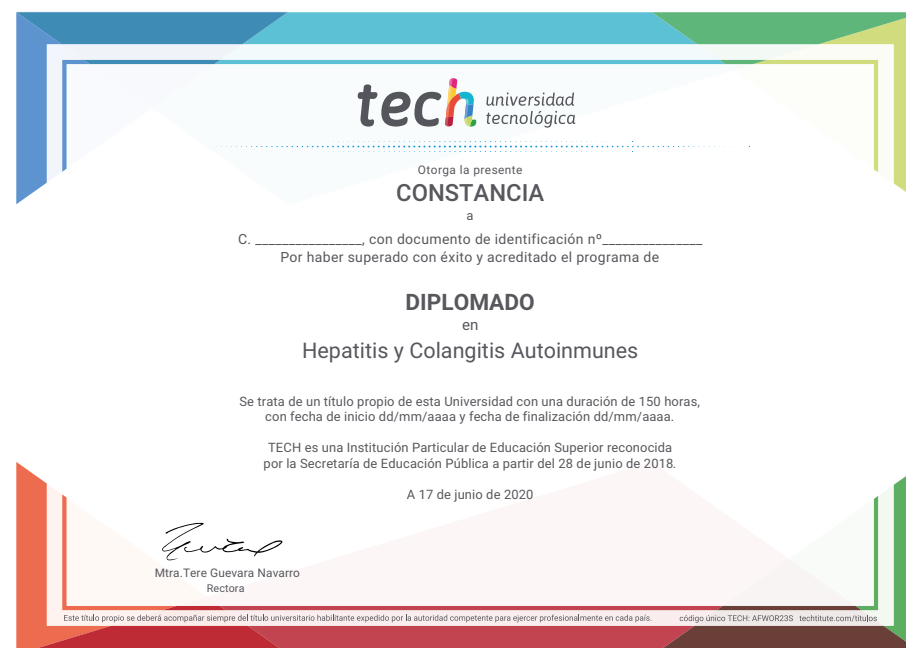 tech universidad
tecnológica
Otorga la presente
CONSTANCIA
a
C. ________________, con documento de identificación nº_______________
Por haber superado con éxito y acreditado el programa de
DIPLOMADO
en
Hepatitis y Colangitis Autoinmunes
Se trata de un título propio de esta Universidad con una duración de 150 horas,
con fecha de inicio dd/mm/aaaa y fecha de finalización dd/mm/aaaa.
TECH es una Institución Particular de Educación Superior reconocida
por la Secretaría de Educación Pública a partir del 28 de junio de 2018.
A 17 de junio de 2020
Mtra.Tere Guevara Navarro
Rectora
Este título propio se deberá acompañar siempre del título universitario habilitante expedido por la autoridad competente para ejercer profesionalmente en cada país. código único TECH: AFWOR23S techtitute.com/titulos